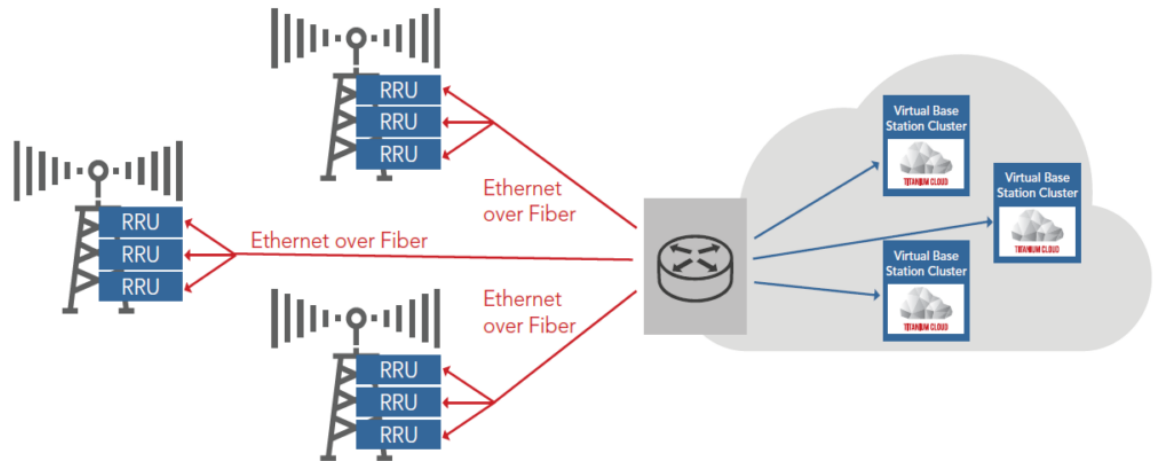 RRU
RRU
RRU
Ethernet
over Fiber
RRU
RRU
RRU
Ethernet over Fiber
Ethernet
over Fiber
RRU
RRU
RRU
Virtual Base
Station Cluster
TITANIUM CLOUD
Virtual Base
Station Cluster
TITANIUM CLOUD
Virtual Base
Station Cluster
TITANIUM CLOUD